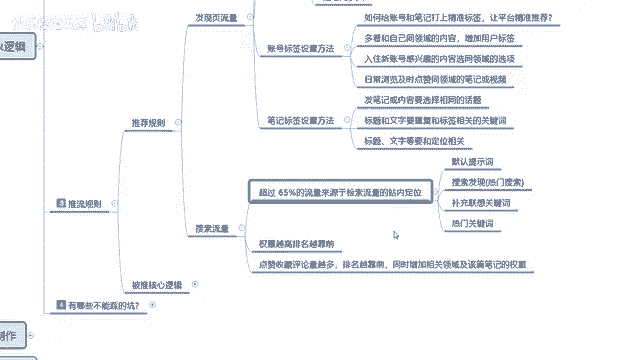 发现页流量
如何给账号和笔记打上精准标签，让平台精准推荐?
多看和自己同领域的内容，增加用户标签
账号标签设置方法
入住新账号感兴趣的内容选同领域的选项
日常浏览及时点赞同领域的笔记或视频
发笔记或内容要选择相同的话题
笔记标签设置方法
标题和文字要重复和标签相关的关键词
标题、文字等要和定位相关
推荐规则
默认提示词
超过 65%的流量来源于检索流量的站内定位
搜索发现(热门搜索)
补充联想关键词
热门关键词
3 推流规则
搜索流量
权重越高排名越靠前
点赞收藏评论量越多，排名越靠前，同时增加相关领域及该篇笔记的权重
被推核心逻辑
4 有哪些不能踩的坑?
逻辑
制作